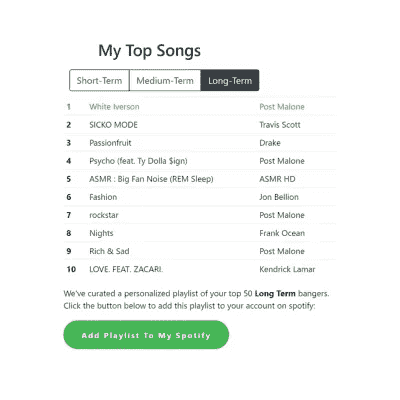 My Top Songs
Short-Term Medium-Term Long-Term
1 White Iverson Post Malone
2 SICKO MODE Travis Scott
3 Passionfruit Drake
4 Psycho (feat. Ty Dolla $ign) Post Malone
5 ASMR : Big Fan Noise (REM Sleep) ASMR HD
6 Fashion Jon Bellion
7 rockstar Post Malone
8 Nights Frank Ocean
9 Rich & Sad Post Malone
10 LOVE. FEAT. ZACARI. Kendrick Lamar
We've curated a personalized playlist of your top 50 Long Term bangers.
Click the button below to add this playlist to your account on spotify:
Add Playlist To My Spotify